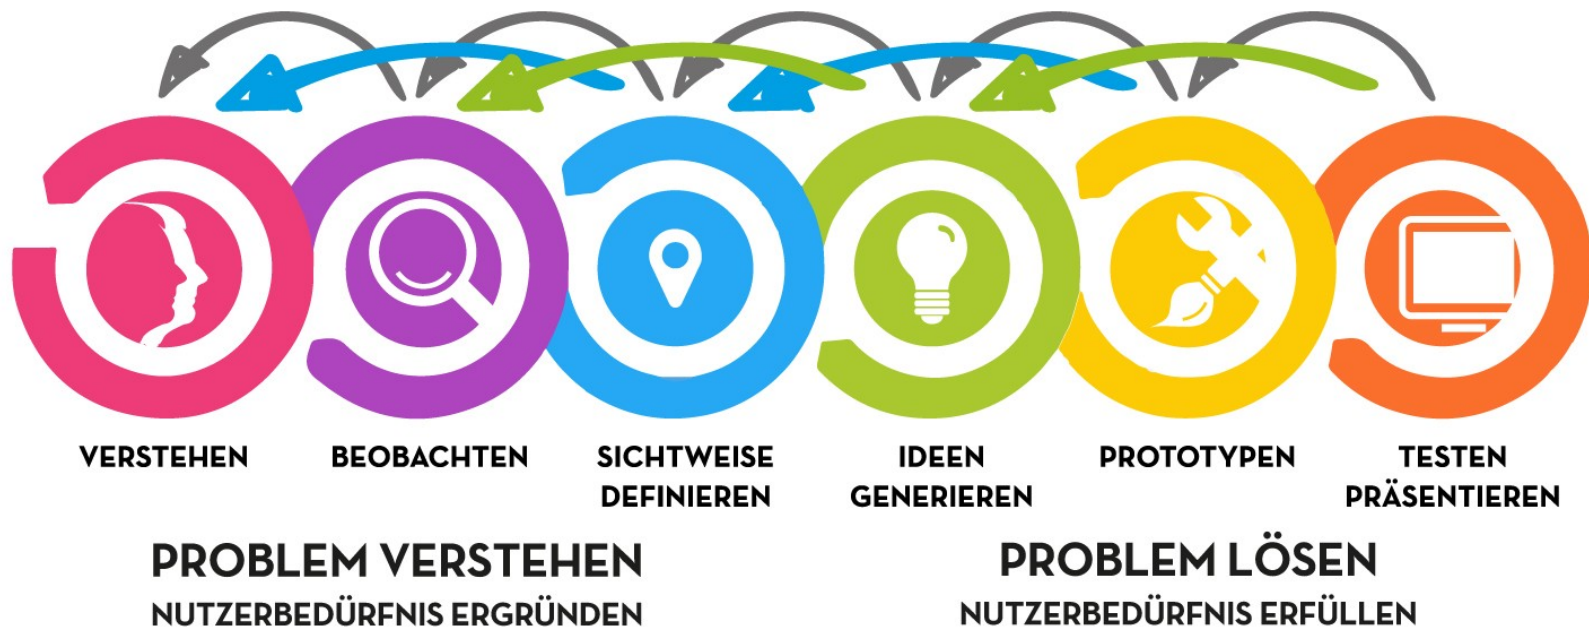 VERSTEHEN
BEOBACHTEN
SICHTWEISE
DEFINIEREN
IDEEN
GENERIEREN
PROTOTYPEN
TESTEN
PRÄSENTIEREN
PROBLEM VERSTEHEN
NUTZERBEDÜRFNIS ERGRÜNDEN
PROBLEM LÖSEN
NUTZERBEDÜRFNIS ERFÜLLEN